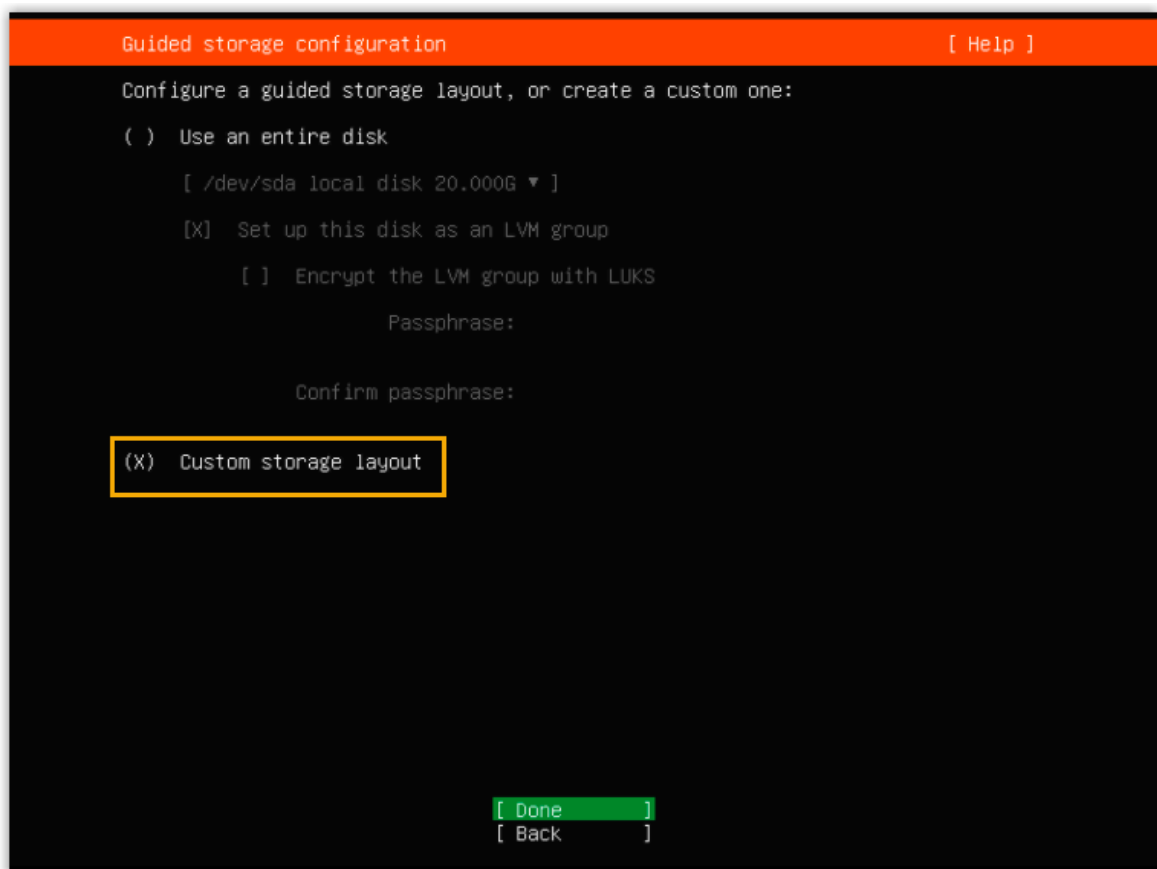 Guided storage configuration [ Help ]
Configure a guided storage layout, or create a custom one:
( ) Use an entire disk
[ /dev/sda local disk 20.000G ▾ ]
[X] Set up this disk as an LVM group
[ ] Encrypt the LVM group with LUKS
Passphrase:
Confirm passphrase:
(X) Custom storage layout
[ Done ]
[ Back ]